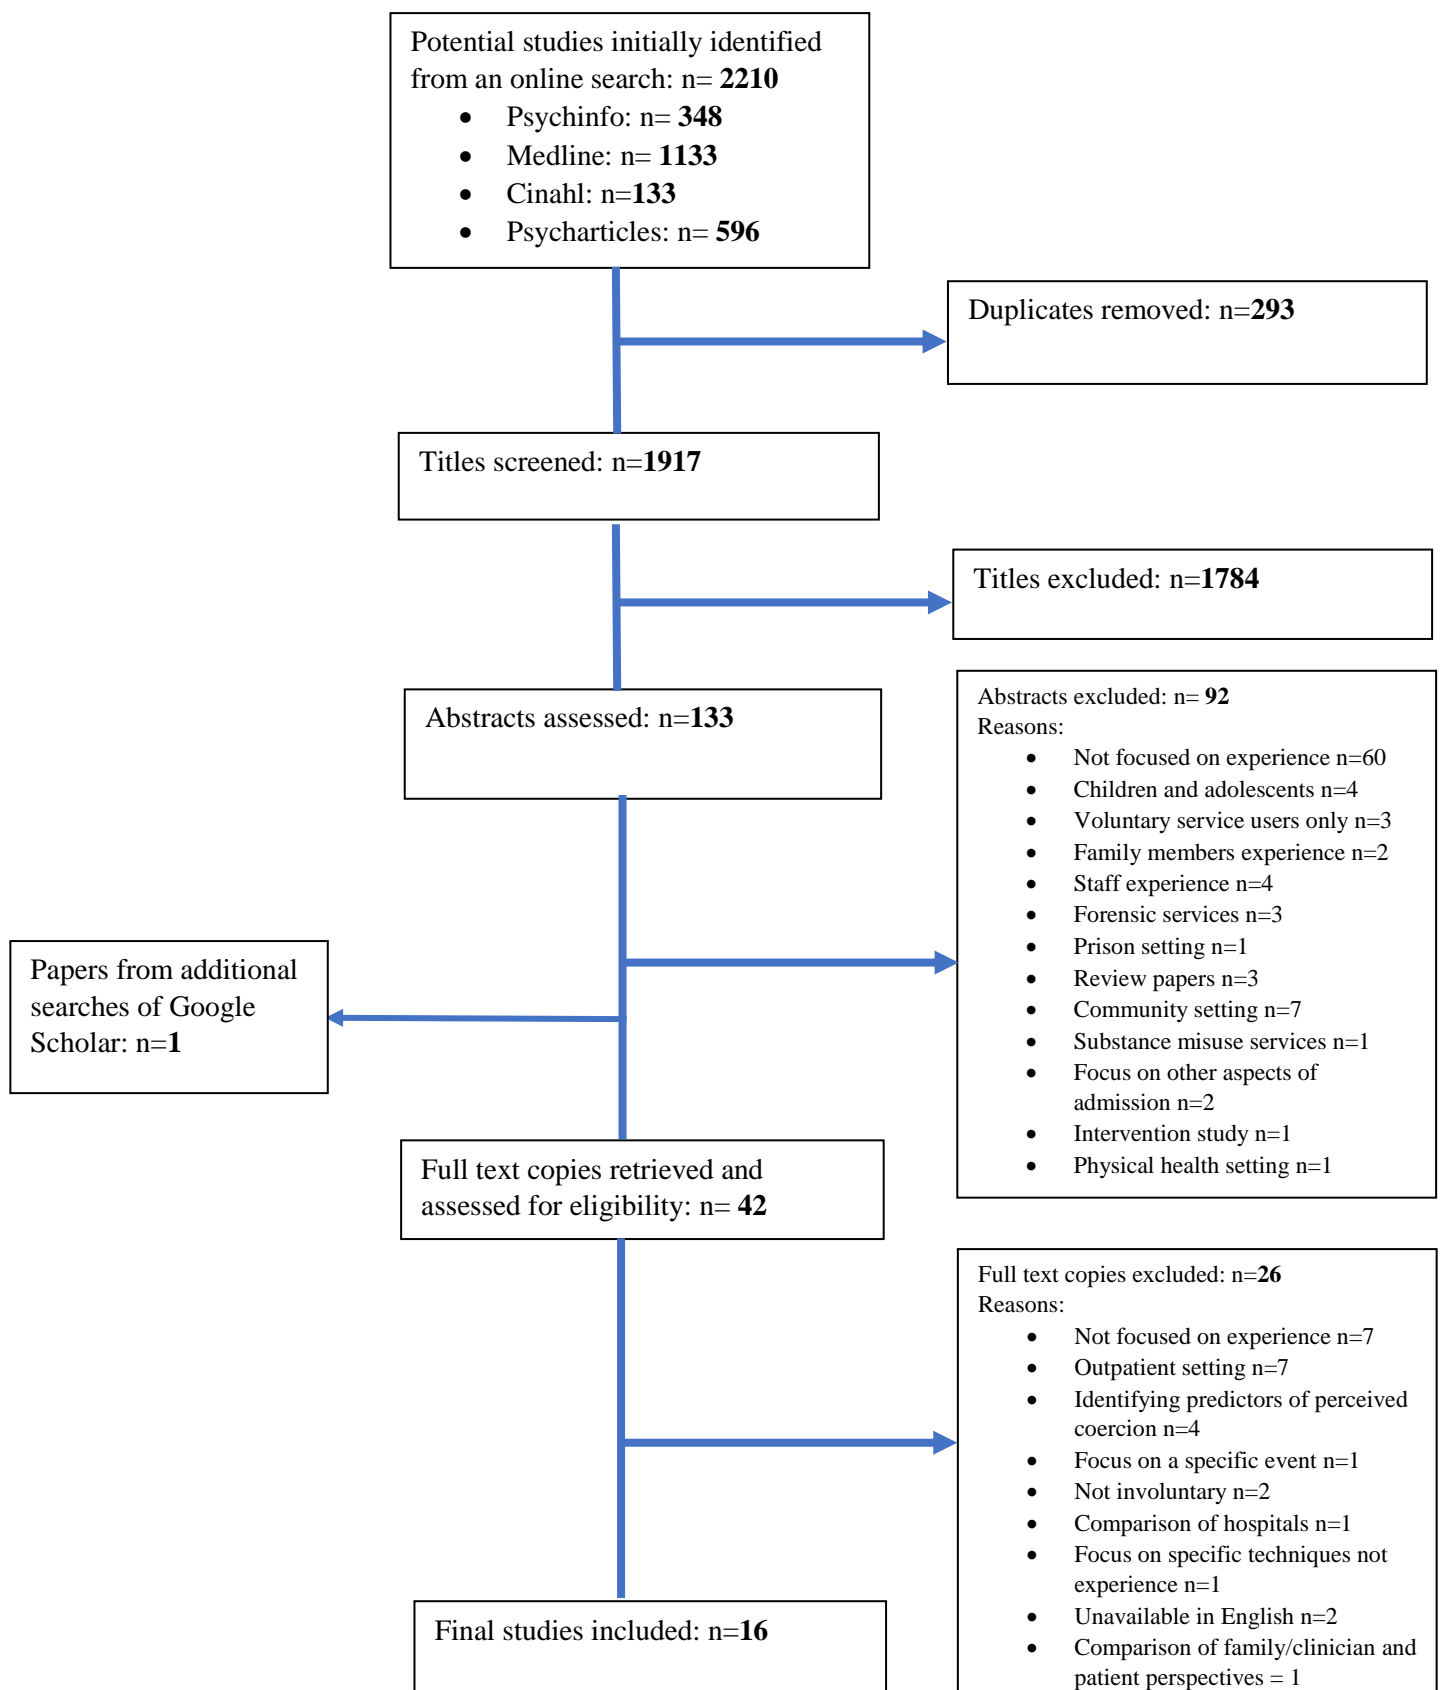 Potential studies initially identified
from an online search: n= 2210
• Psychinfo: n= 348
• Medline: n= 1133
• Cinahl: n=133
• Psycharticles: n= 596
Duplicates removed: n=293
Titles screened: n=1917
Titles excluded: n=1784
Abstracts assessed: n=133
Abstracts excluded: n= 92
Reasons:
• Not focused on experience n=60
• Children and adolescents n=4
• Voluntary service users only n=3
• Family members experience n=2
• Staff experience n=4
• Forensic services n=3
• Prison setting n=1
• Review papers n=3
• Community setting n=7
• Substance misuse services n=1
• Focus on other aspects of
admission n=2
• Intervention study n=1
• Physical health setting n=1
Papers from additional
searches of Google
Scholar: n=1
Full text copies retrieved and
assessed for eligibility: n= 42
Full text copies excluded: n=26
Reasons:
• Not focused on experience n=7
• Outpatient setting n=7
• Identifying predictors of perceived
coercion n=4
• Focus on a specific event n=1
• Not involuntary n=2
• Comparison of hospitals n=1
• Focus on specific techniques not
experience n=1
• Unavailable in English n=2
• Comparison of family/clinician and
patient perspectives = 1
Final studies included: n=16